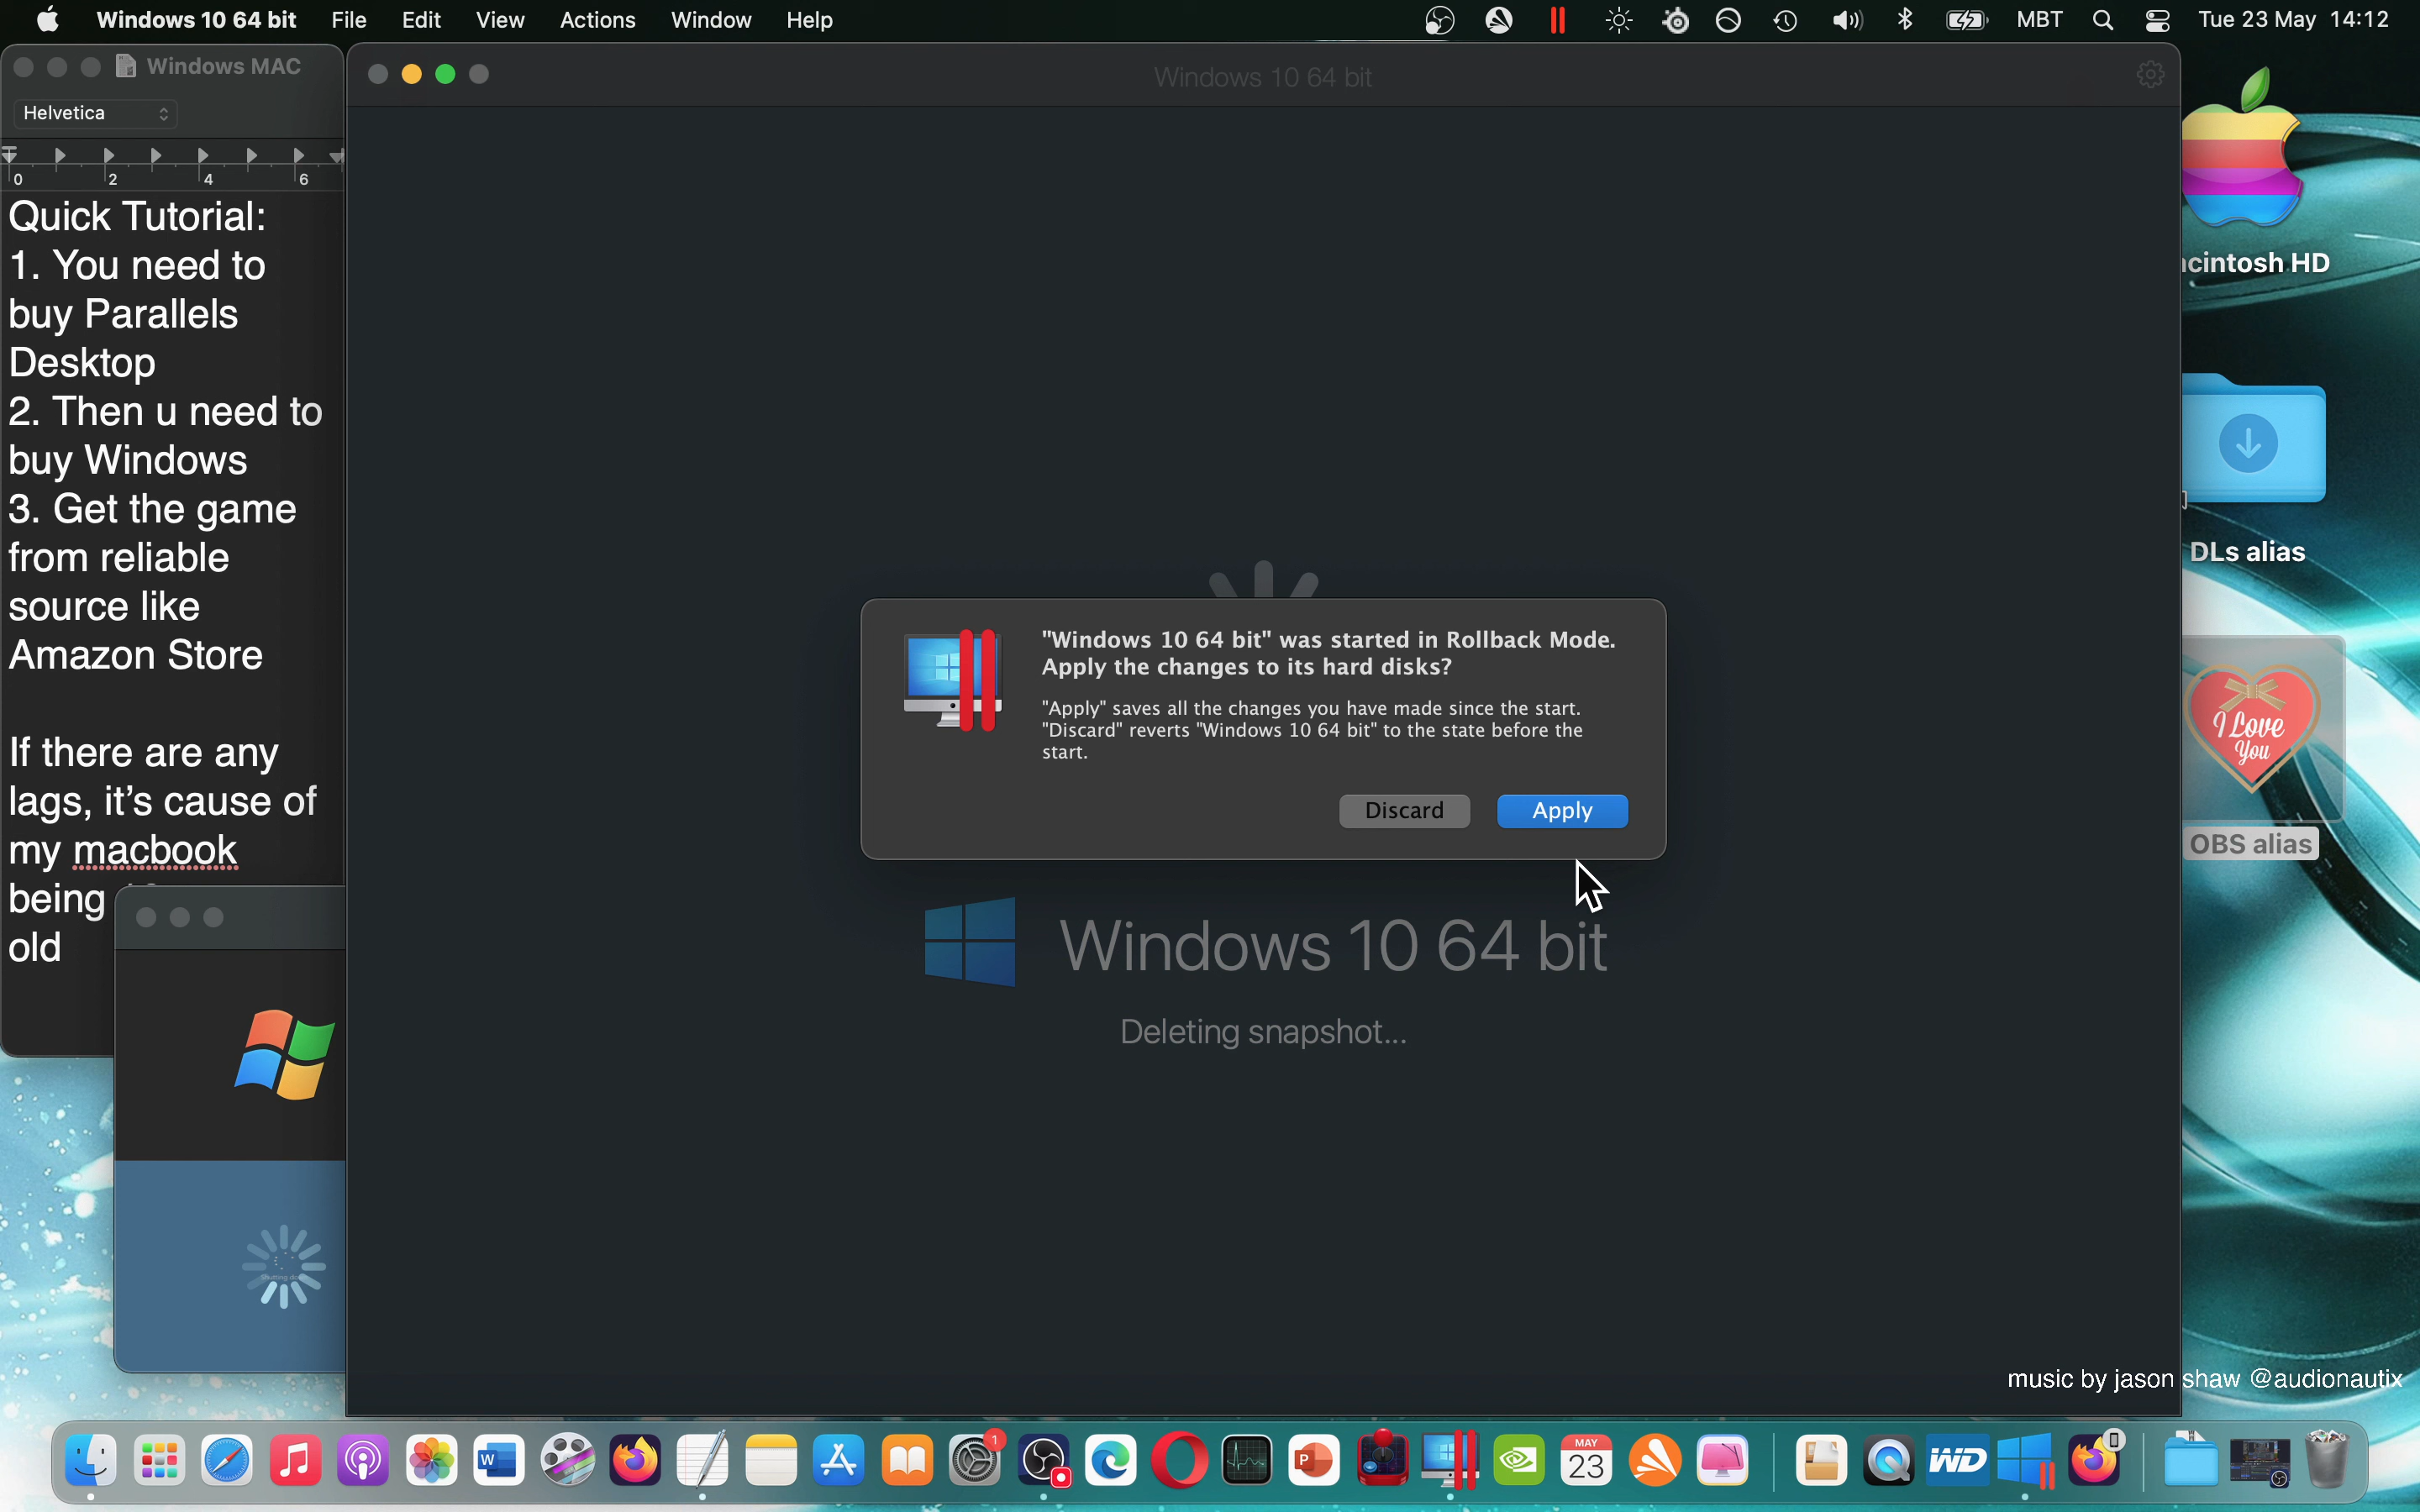 Windows 10 64 bit File Edit View Actions Window Help MBT Tue 23 May 14:12
Windows MAC
Helvetica
0 2 4 6
Quick Tutorial:
1. You need to
buy Parallels
Desktop
2. Then u need to
buy Windows
3. Get the game
from reliable
source like
Amazon Store
If there are any
lags, it's cause of
my macbook
being
old
Windows 10 64 bit
"Windows 10 64 bit" was started in Rollback Mode.
Apply the changes to its hard disks?
"Apply" saves all the changes you have made since the start.
"Discard" reverts "Windows 10 64 bit" to the state before the
start.
Discard Apply
Windows 10 64 bit
Deleting snapshot...
cintosh HD
DLs alias
I Love
You
OBS alias
music by jason shaw @audionautix
W
1
P
MAY
23
WD